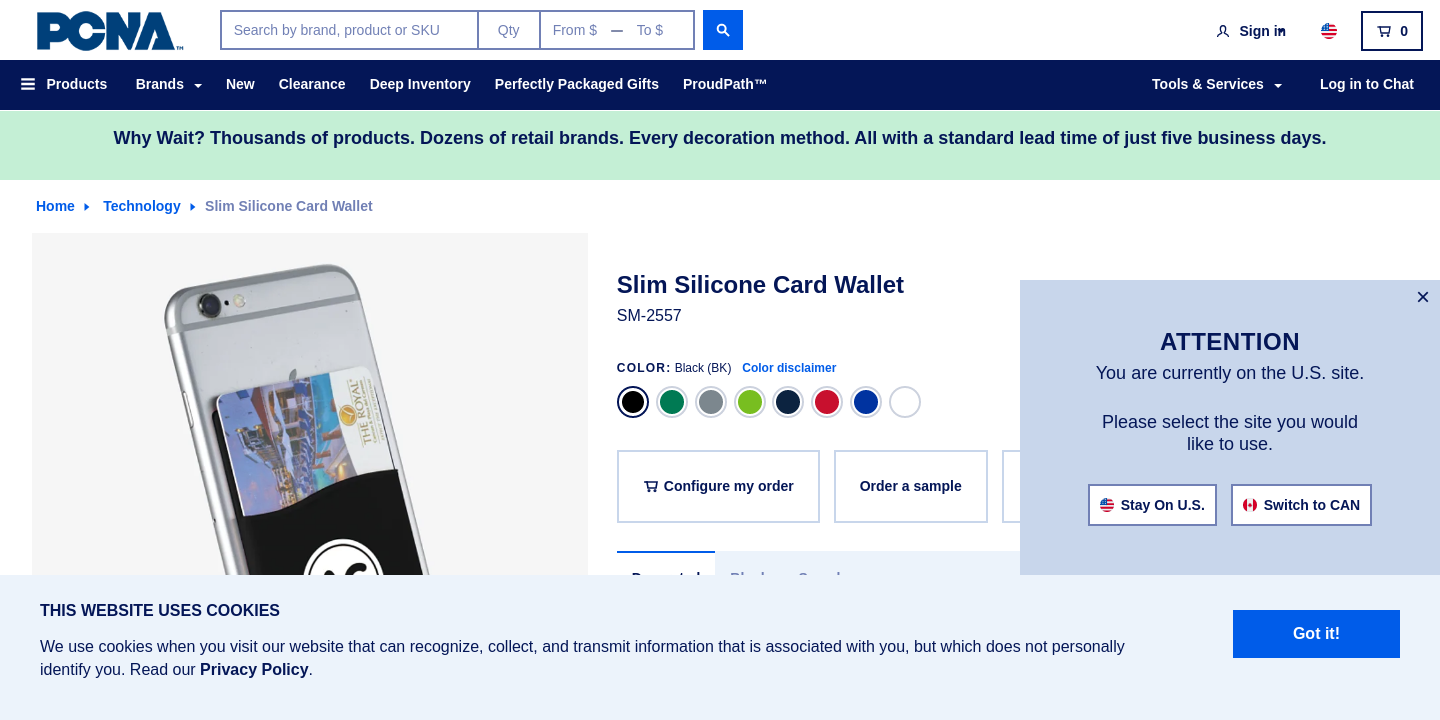 PCNA™
Search by brand, product or SKU
Qty
From $ — To $
Sign in
0
Products
Brands
New
Clearance
Deep Inventory
Perfectly Packaged Gifts
ProudPath™
Tools & Services
Log in to Chat
Why Wait? Thousands of products. Dozens of retail brands. Every decoration method. All with a standard lead time of just five business days.
Home
Technology
Slim Silicone Card Wallet
THE ROYAL
Slim Silicone Card Wallet
SM-2557
COLOR: Black (BK) Color disclaimer
Configure my order
Order a sample
ATTENTION
You are currently on the U.S. site.
Please select the site you would
like to use.
Stay On U.S.
Switch to CAN
THIS WEBSITE USES COOKIES
We use cookies when you visit our website that can recognize, collect, and transmit information that is associated with you, but which does not personally
identify you. Read our Privacy Policy.
Got it!